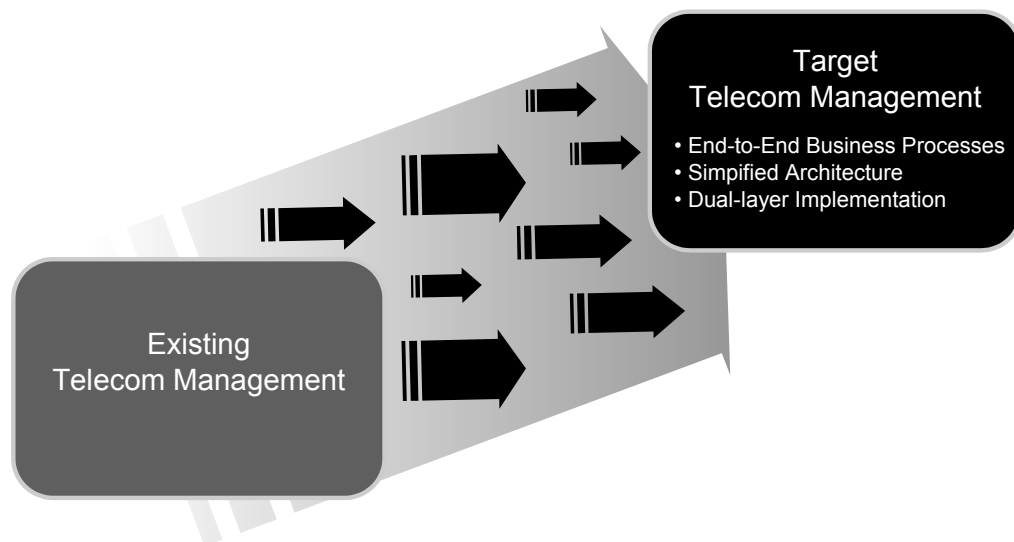 Target
Telecom Management
• End-to-End Business Processes
• Simpified Architecture
• Dual-layer Implementation
Existing
Telecom Management